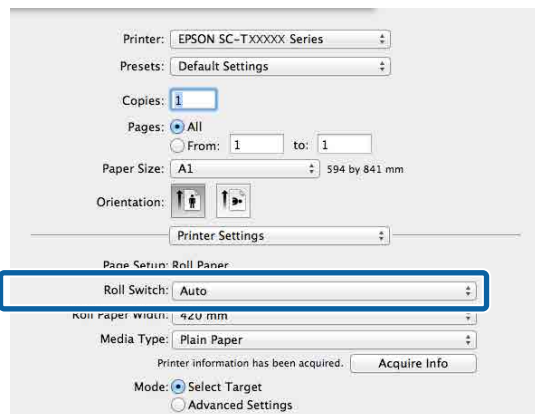 Printer: EPSON SC-TXXXXX Series
Presets: Default Settings
Copies: 1
Pages: All
From: 1 to: 1
Paper Size: A1 594 by 841 mm
Orientation:
Printer Settings
Page Setup: Roll Paper
Roll Switch: Auto
Roll Paper Width: 420 mm
Media Type: Plain Paper
Printer information has been acquired. Acquire Info
Mode: Select Target
Advanced Settings